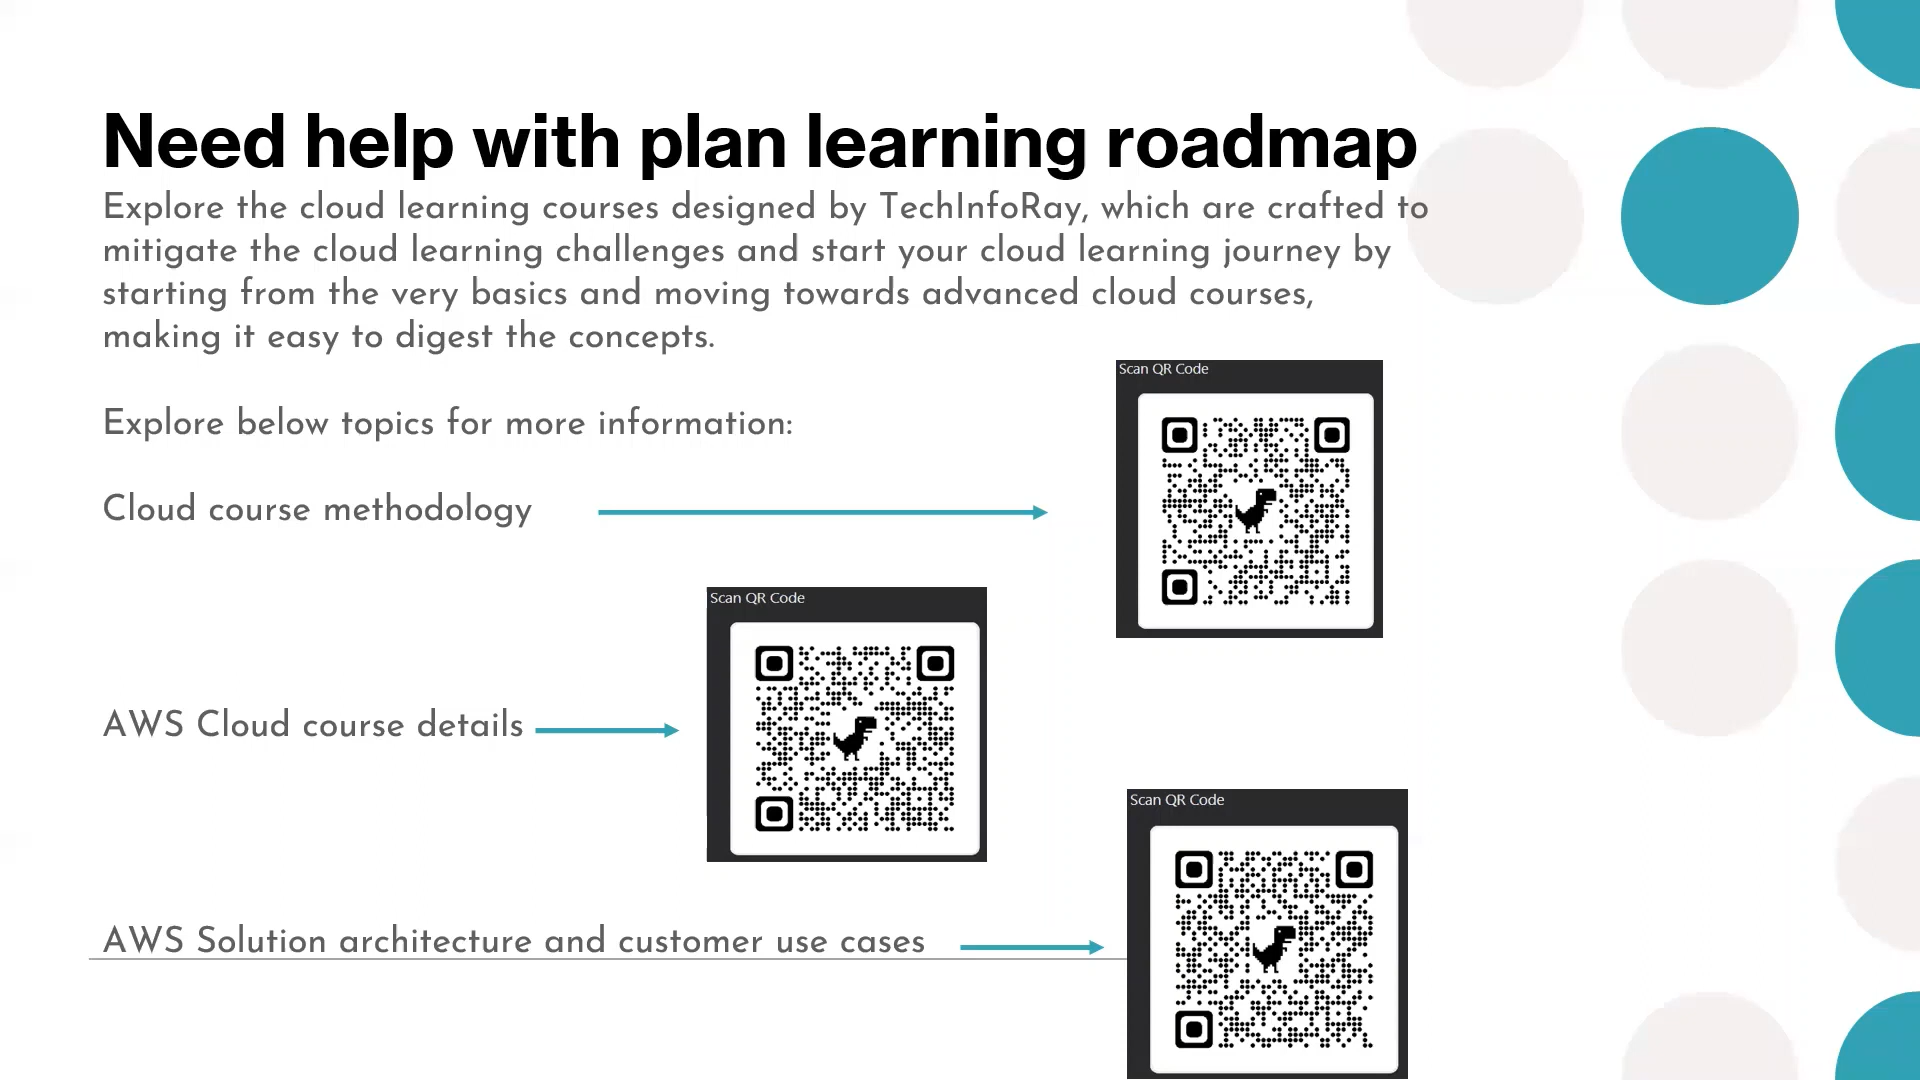 Need help with plan learning roadmap
Explore the cloud learning courses designed by TechInfoRay, which are crafted to
mitigate the cloud learning challenges and start your cloud learning journey by
starting from the very basics and moving towards advanced cloud courses,
making it easy to digest the concepts.
Explore below topics for more information:
Scan QR Code
Cloud course methodology
Scan QR Code
AWS Cloud course details
Scan QR Code
AWS Solution architecture and customer use cases